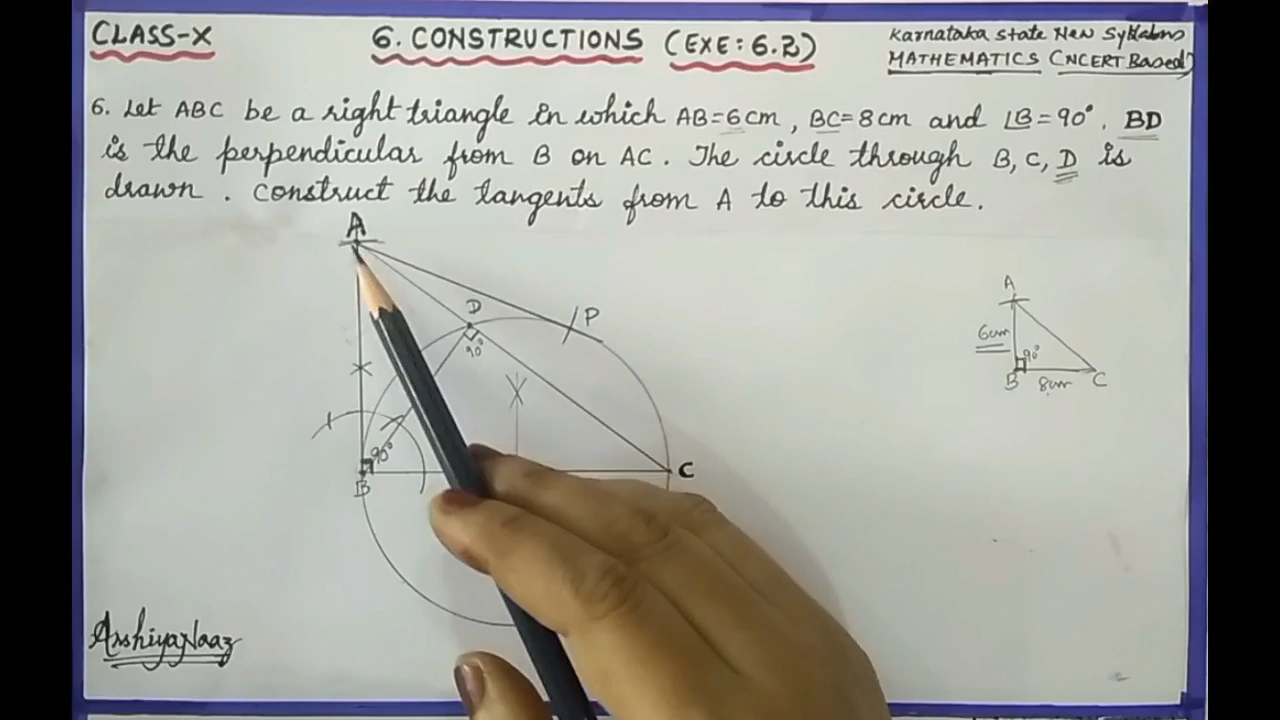 CLASS-X
6. CONSTRUCTIONS (EXE: 6.2)
Karnataka state New Syllabus
MATHEMATICS (NCERT Based)
6. Let ABC be a right triangle in which AB=6cm, BC=8cm and ∠B=90°. BD
is the perpendicular from B on AC. The circle through B, C, D is
drawn. Construct the tangents from A to this circle.
A
D
P
90°
90°
B
C
A
6cm
90°
B
8cm
C
ArshiyaNaaz